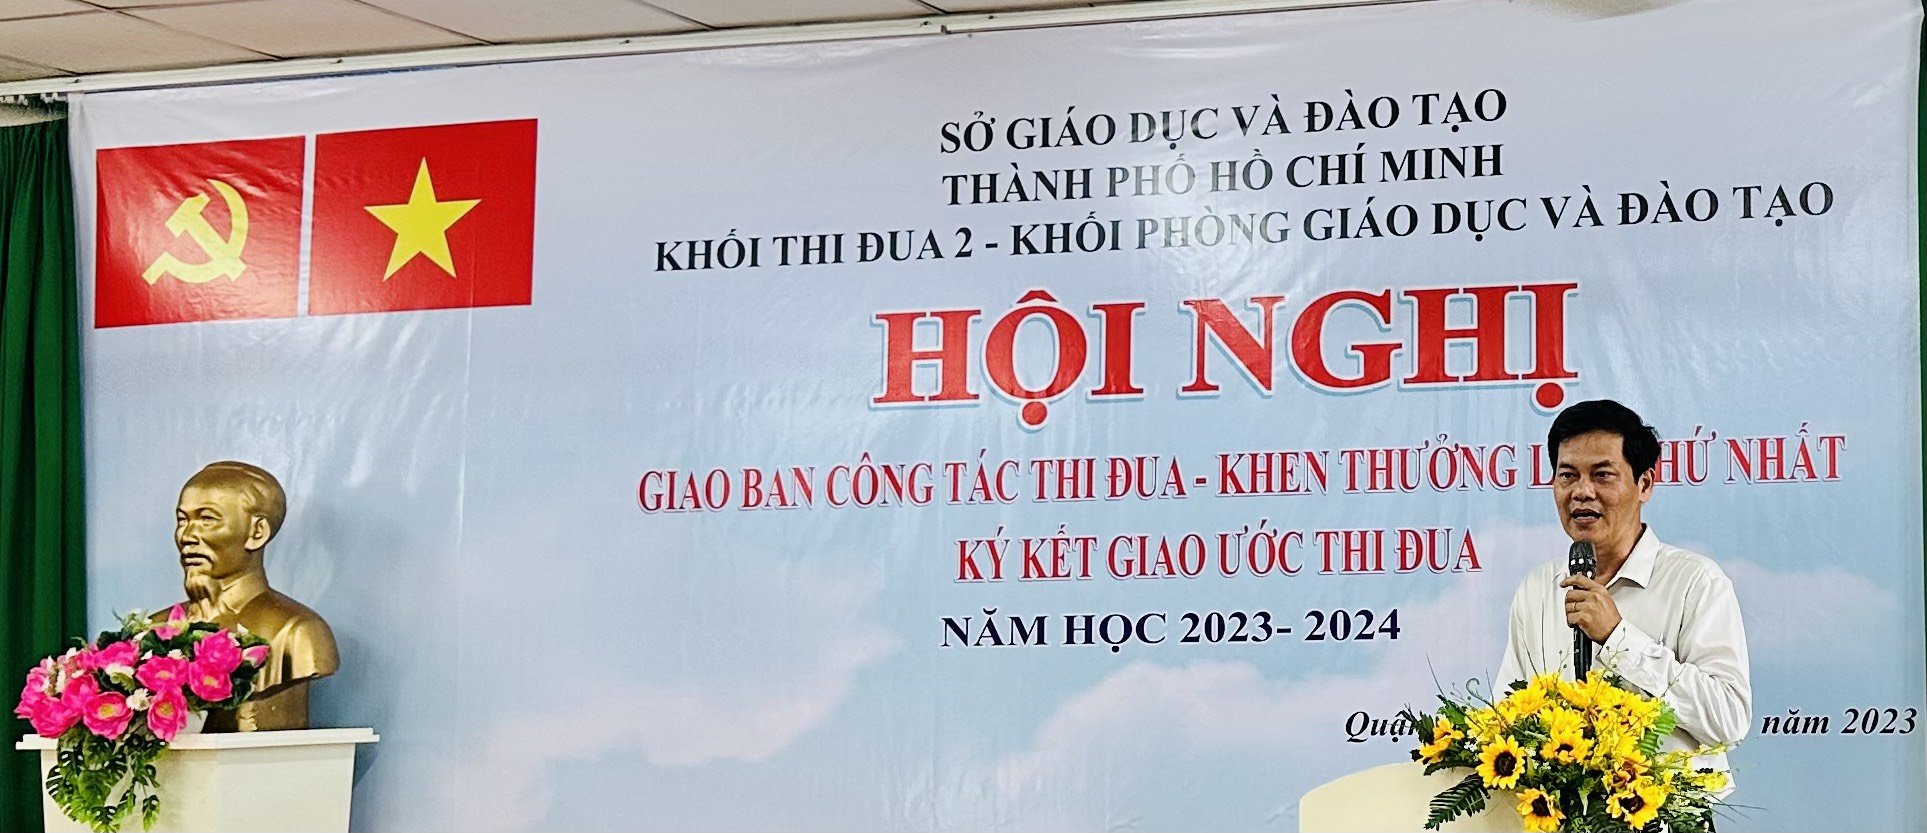 SỞ GIÁO DỤC VÀ ĐÀO TẠO
THÀNH PHỐ HỒ CHÍ MINH
KHỐI THI ĐUA 2 - KHỐI PHÒNG GIÁO DỤC VÀ ĐÀO TẠO
HỘI NGHỊ
GIAO BAN CÔNG TÁC THI ĐUA - KHEN THƯỞNG NHẤT
KÝ KẾT GIAO ƯỚC THI ĐUA
NĂM HỌC 2023- 2024
Quận năm 2023